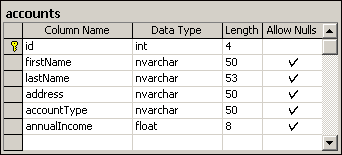 accounts
Column Name Data Type Length Allow Nulls
id int 4
firstName nvarchar 50
lastName nvarchar 53
address nvarchar 50
accountType nvarchar 50
annualIncome float 8